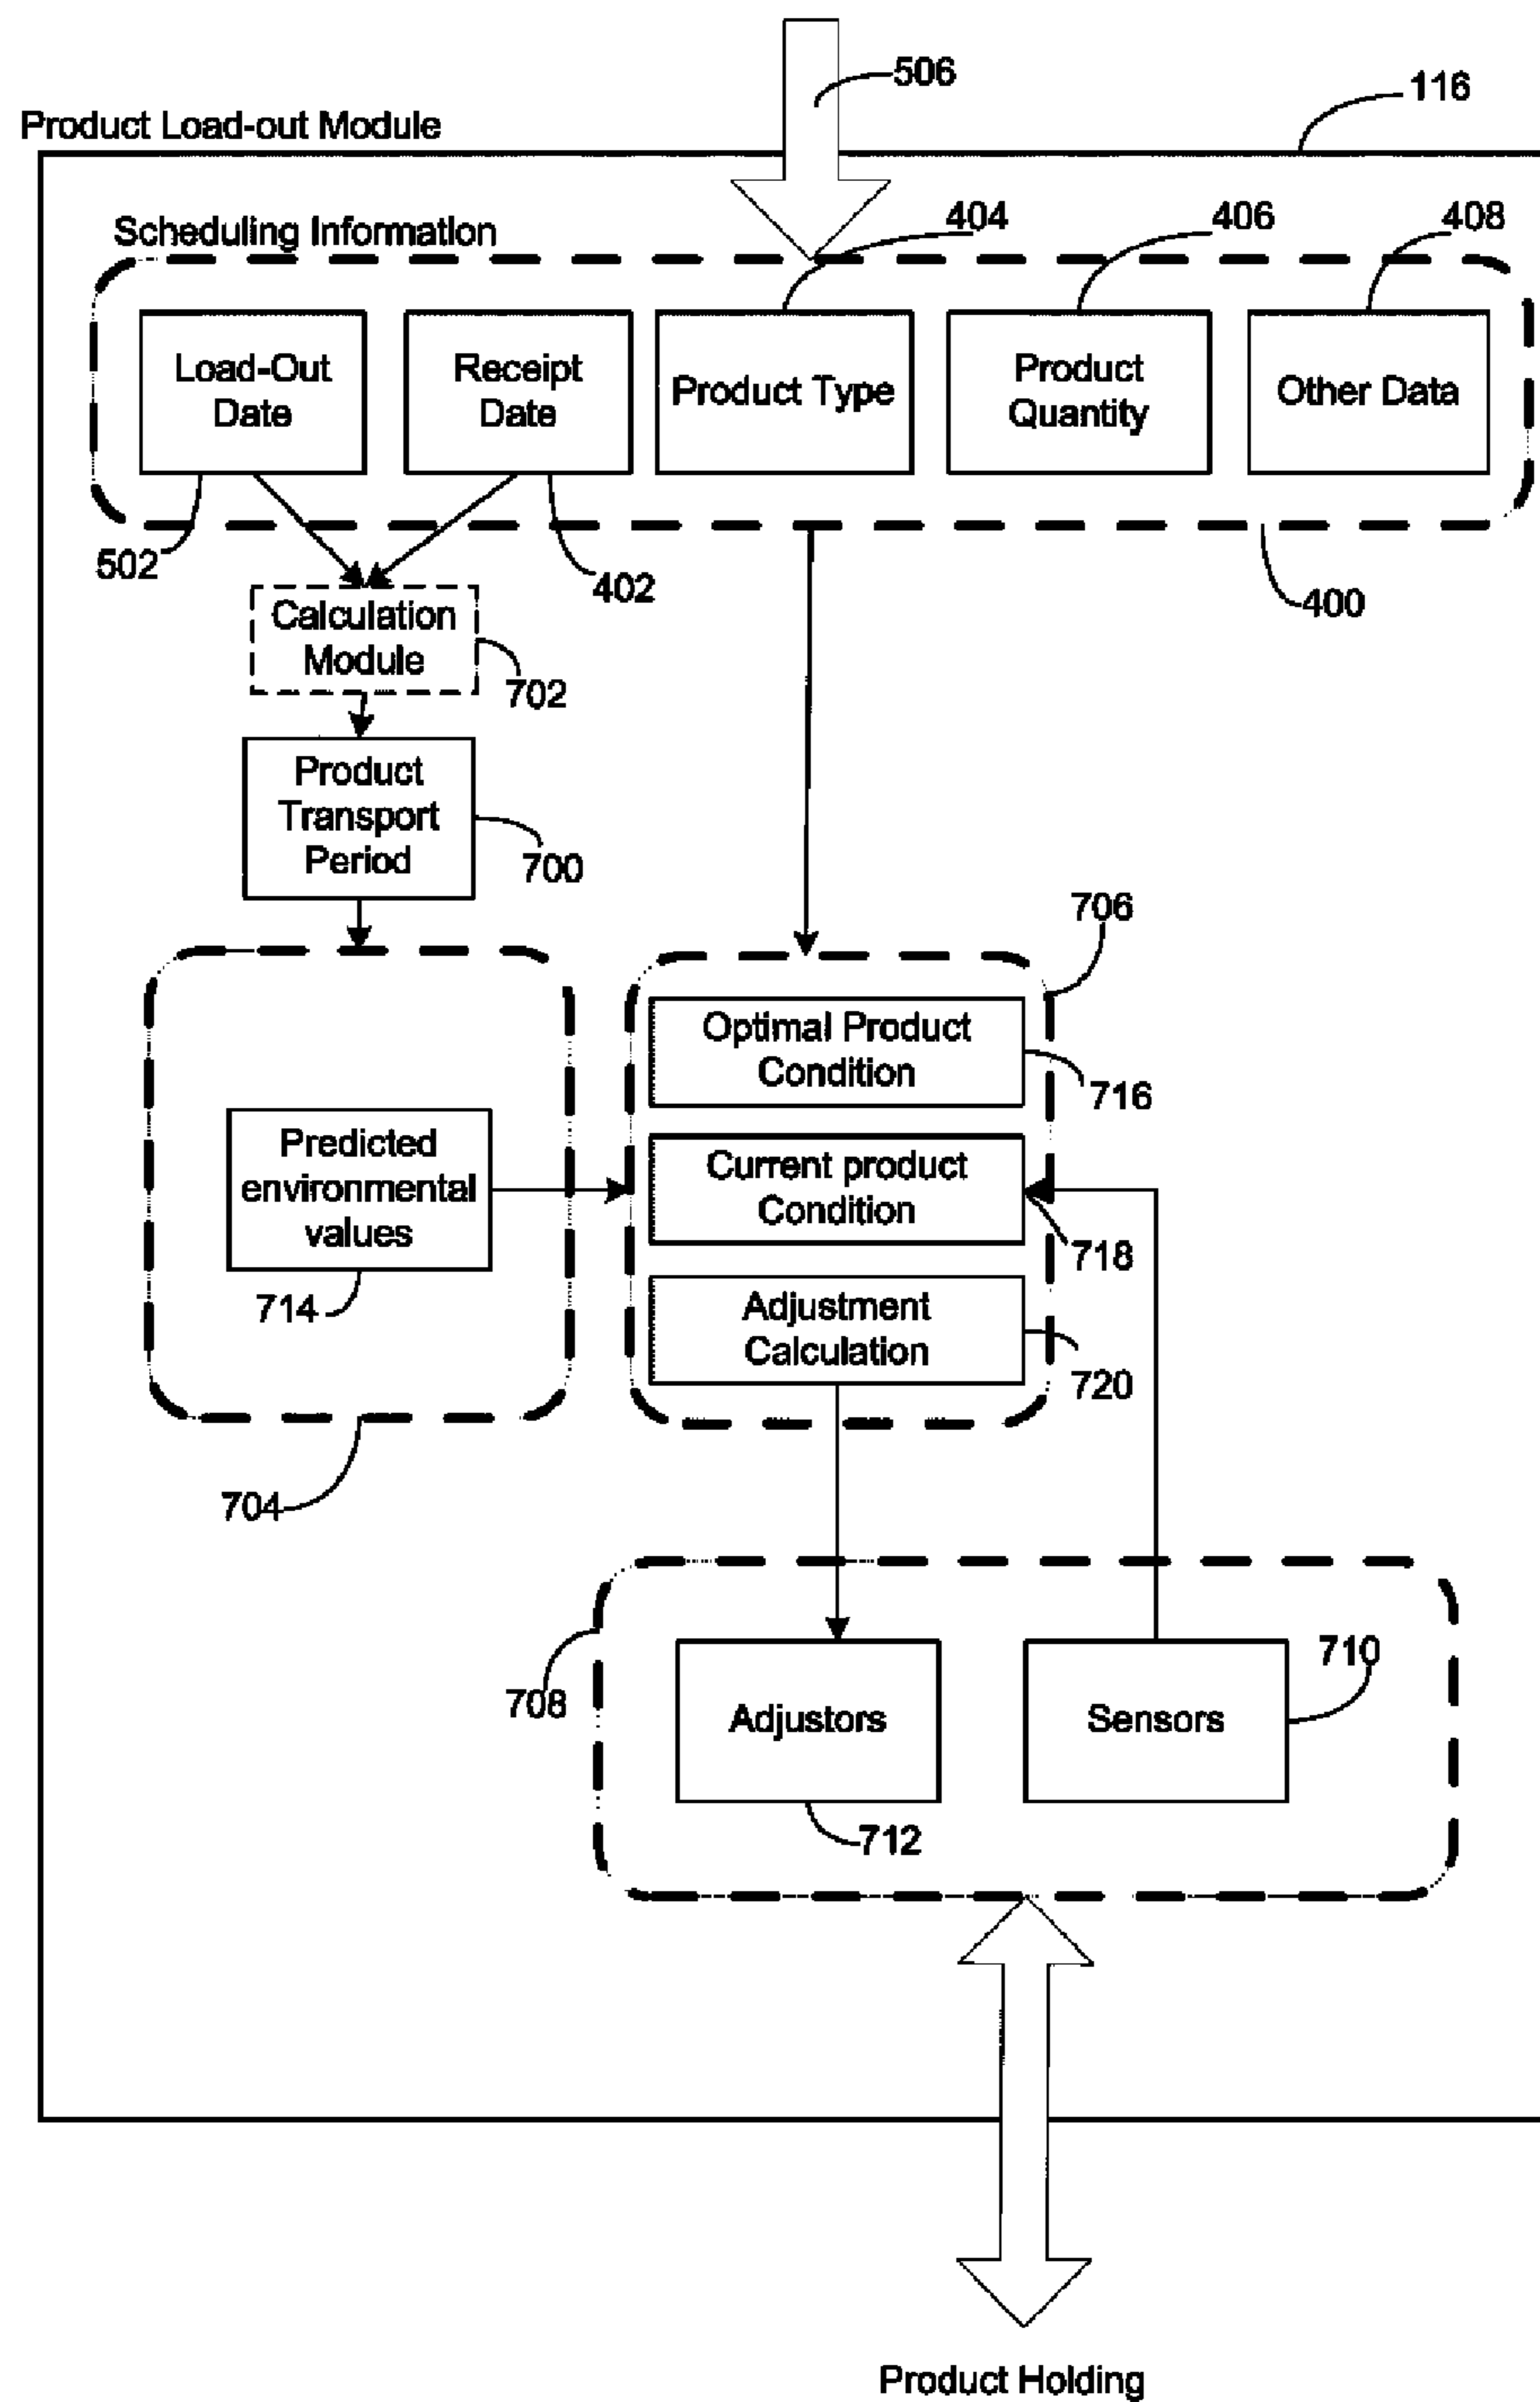 506
116
Product Load-out Module
404
406
408
Scheduling Information
Load-Out
Date
Receipt
Date
Product Type
Product
Quantity
Other Data
502
402
400
Calculation
Module
702
Product
Transport
Period
700
706
Optimal Product
Condition
716
Predicted
environmental
values
Current product
Condition
718
714
Adjustment
Calculation
720
704
708
Adjustors
Sensors
710
712
Product Holding